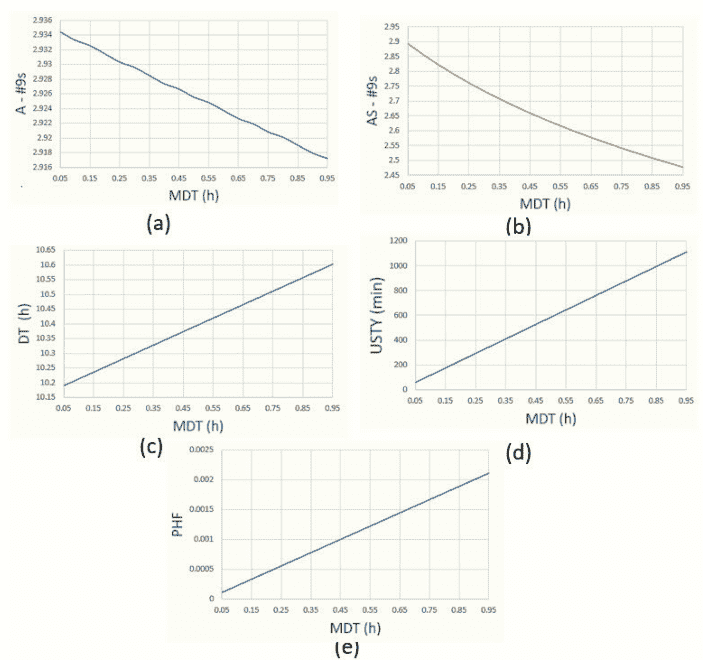 2.936
2.934
2.932
2.93
2.928
2.926
2.924
2.922
2.92
2.918
2.916
A - #9s
0.05 0.15 0.25 0.35 0.45 0.55 0.65 0.75 0.85 0.95
MDT (h)
(a)
2.95
2.9
2.85
2.8
2.75
2.7
2.65
2.6
2.55
2.5
2.45
AS - #9s
0.05 0.15 0.25 0.35 0.45 0.55 0.65 0.75 0.85 0.95
MDT (h)
(b)
10.65
10.6
10.55
10.5
10.45
10.4
10.35
10.3
10.25
10.2
10.15
DT (h)
0.05 0.15 0.25 0.35 0.45 0.55 0.65 0.75 0.85 0.95
MDT (h)
(c)
1200
1000
800
600
400
200
0
USTY (min)
0.05 0.15 0.25 0.35 0.45 0.55 0.65 0.75 0.85 0.95
MDT (h)
(d)
0.0025
0.002
0.0015
0.001
0.0005
0
PHF
0.05 0.15 0.25 0.35 0.45 0.55 0.65 0.75 0.85 0.95
MDT (h)
(e)